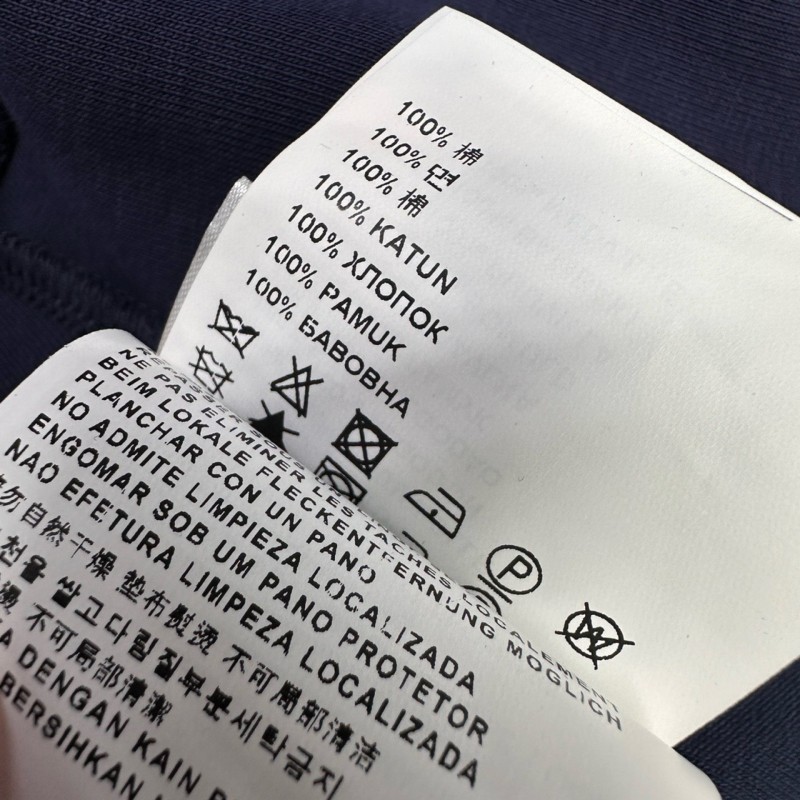 100% 棉
100% 면
100% 棉
100% KATUN
100% ХЛОПОК
100% PAMUK
100% БАВОВНА
P
W
NE PAS ELIMINER LES TACHES LOCALEMENT
BEIM LOKALE FLECKENTFERNUNG MOGLICH
PLANCHAR CON UN PANO
NO ADMITE LIMPIEZA LOCALIZADA
ENGOMAR SOB UM PANO PROTETOR
NAO EFETURA LIMPEZA LOCALIZADA
勿自然干燥 垫布熨烫 不可局部清洁
천을 깔고다림질부분세탁금지
不可局部清潔
DENGAN KAIN
BERSIHKAN